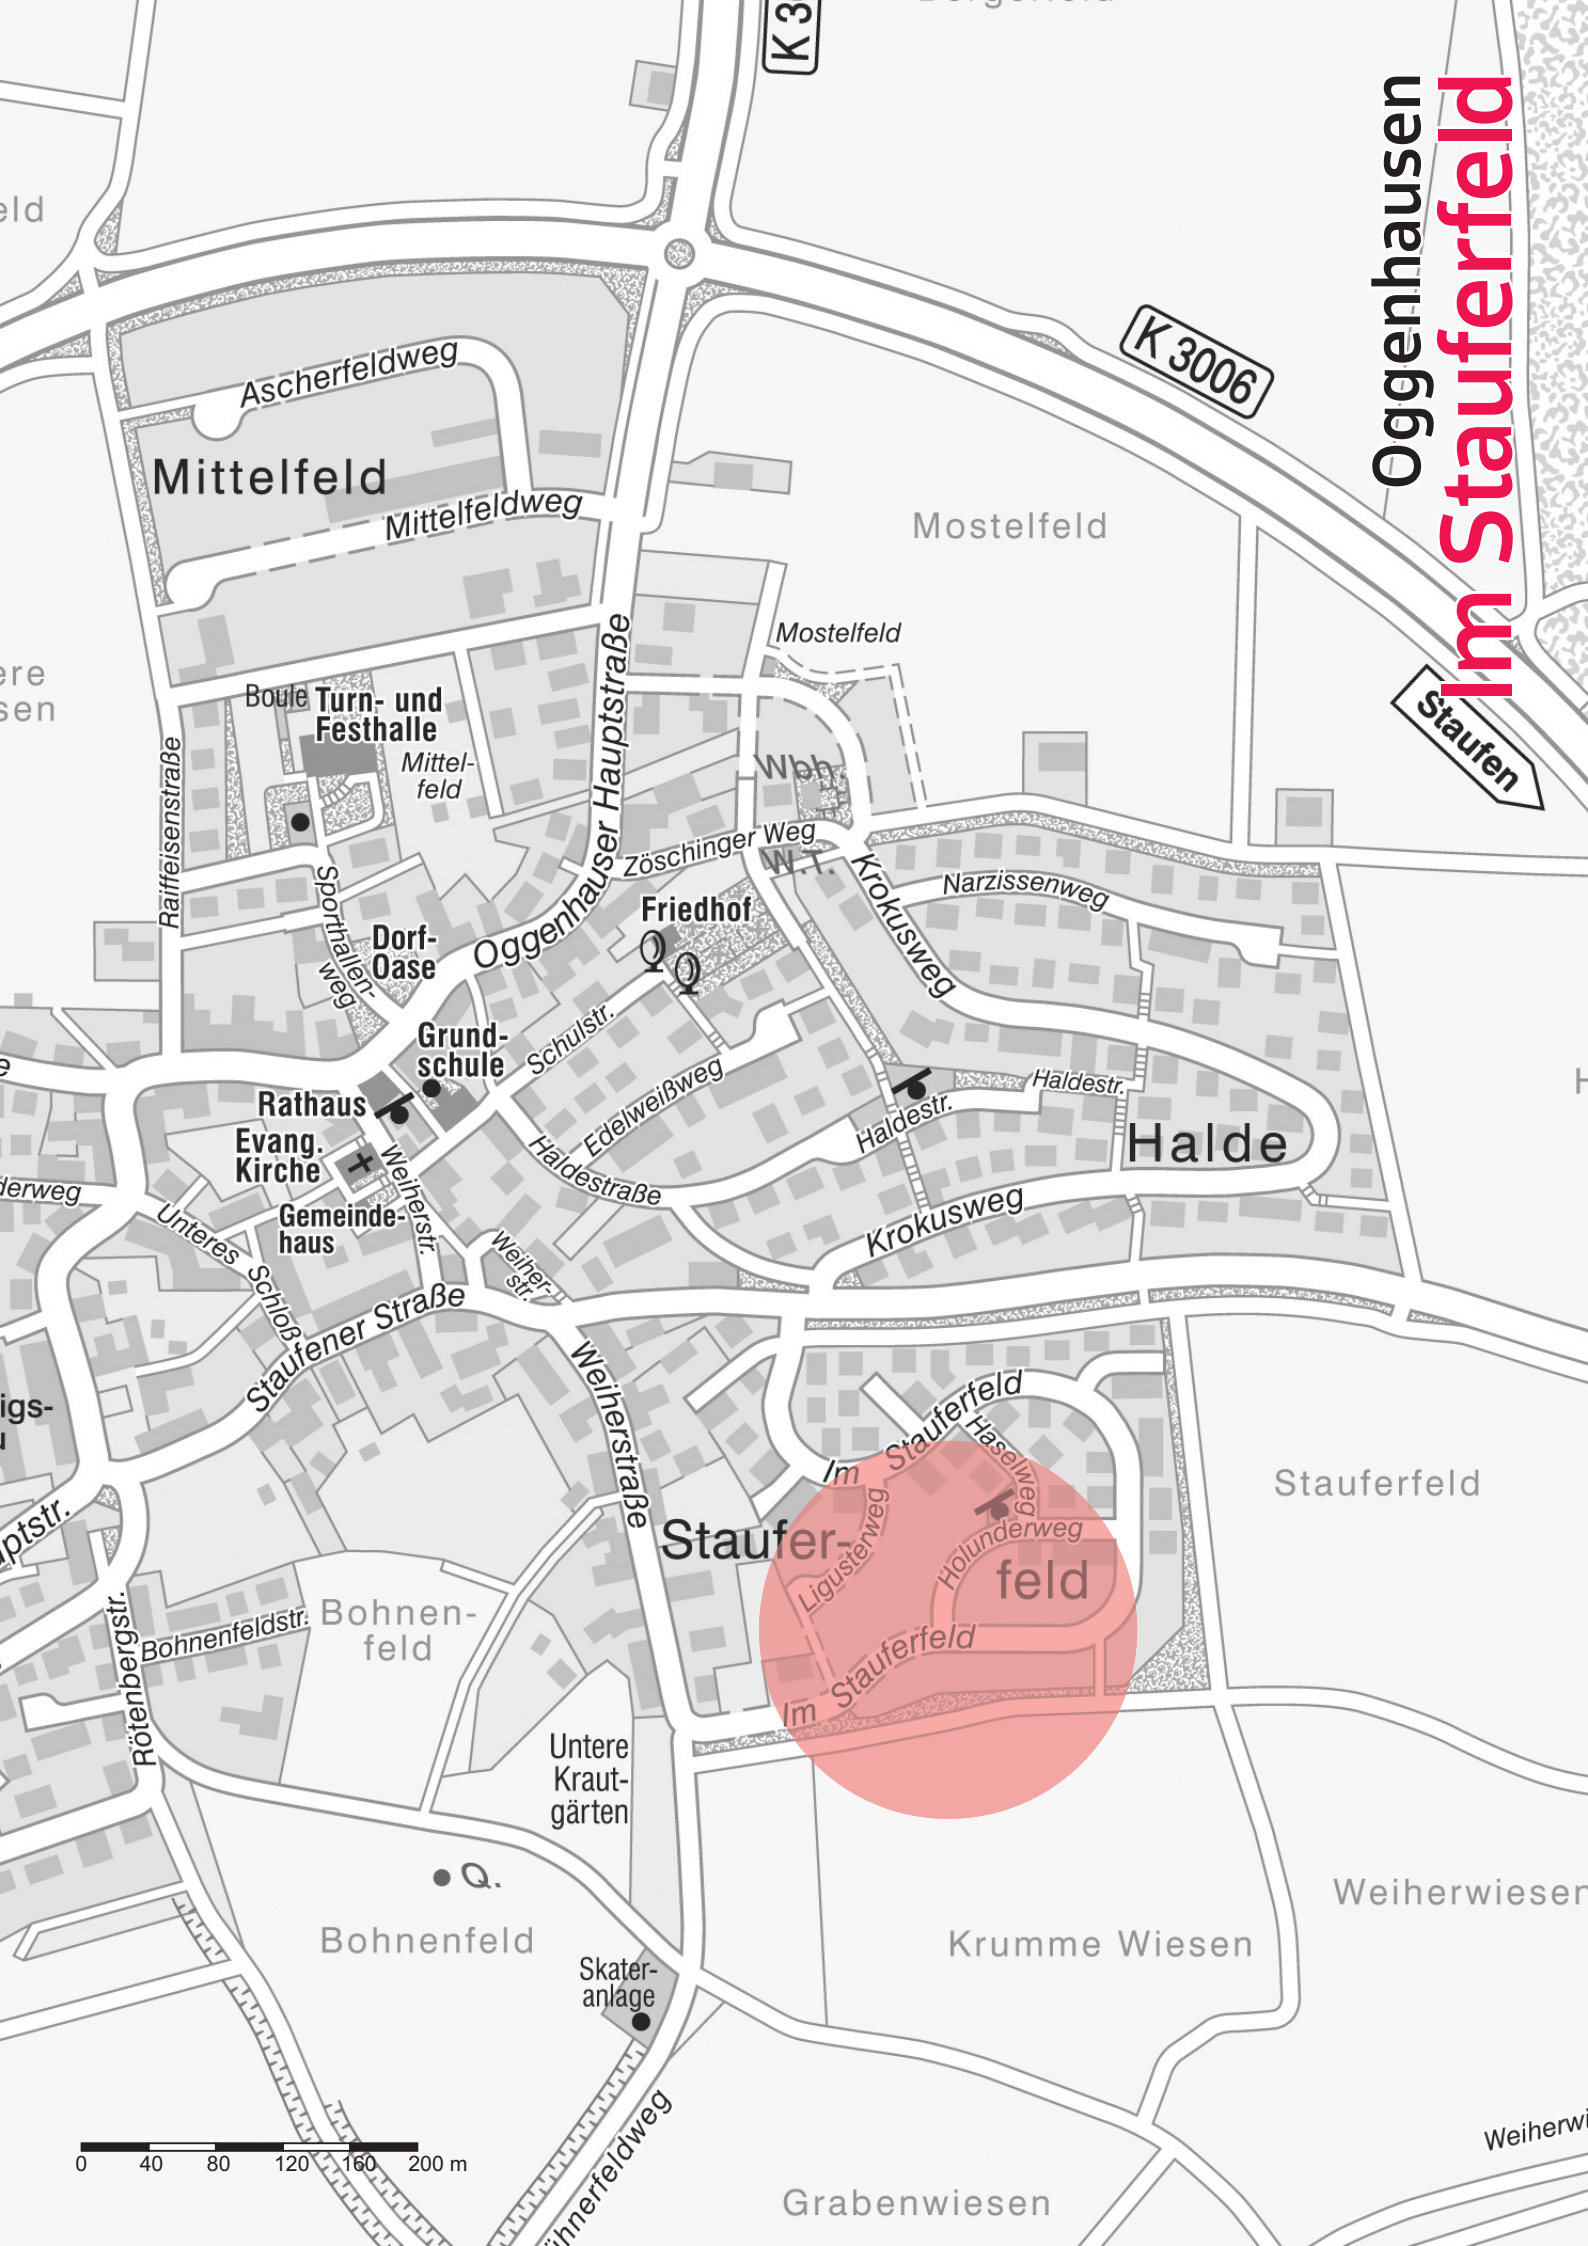 Oggenhausen
Im Stauferfeld
K 3006
Staufen
Ascherfeldweg
Mittelfeld
Mittelfeldweg
Mostelfeld
Mostelfeld
Boule
Turn- und
Festhalle
Mittel-
feld
Raiffeisenstraße
Oggenhauser Hauptstraße
Wbh.
Zöschinger Weg
W.T.
Krokusweg
Narzissenweg
Sporthallen-
weg
Friedhof
Dorf-
Oase
Grund-
schule
Schulstr.
Edelweißweg
Haldestr.
Haldestr.
Halde
Rathaus
Evang.
Kirche
Weiherstr.
Haldestraße
Gemeinde-
haus
Krokusweg
Unteres Schloß
Weiher-
str.
Staufener Straße
Weiherstraße
Im Stauferfeld
Haselweg
Stauferfeld
Staufer-
feld
Ligusterweg
Holunderweg
Im Stauferfeld
Bohnenfeldstr.
Bohnen-
feld
Rötenbergstr.
Untere
Kraut-
gärten
Q.
Bohnenfeld
Krumme Wiesen
Weiherwiesen
Skater-
anlage
0 40 80 120 160 200 m
Grabenwiesen